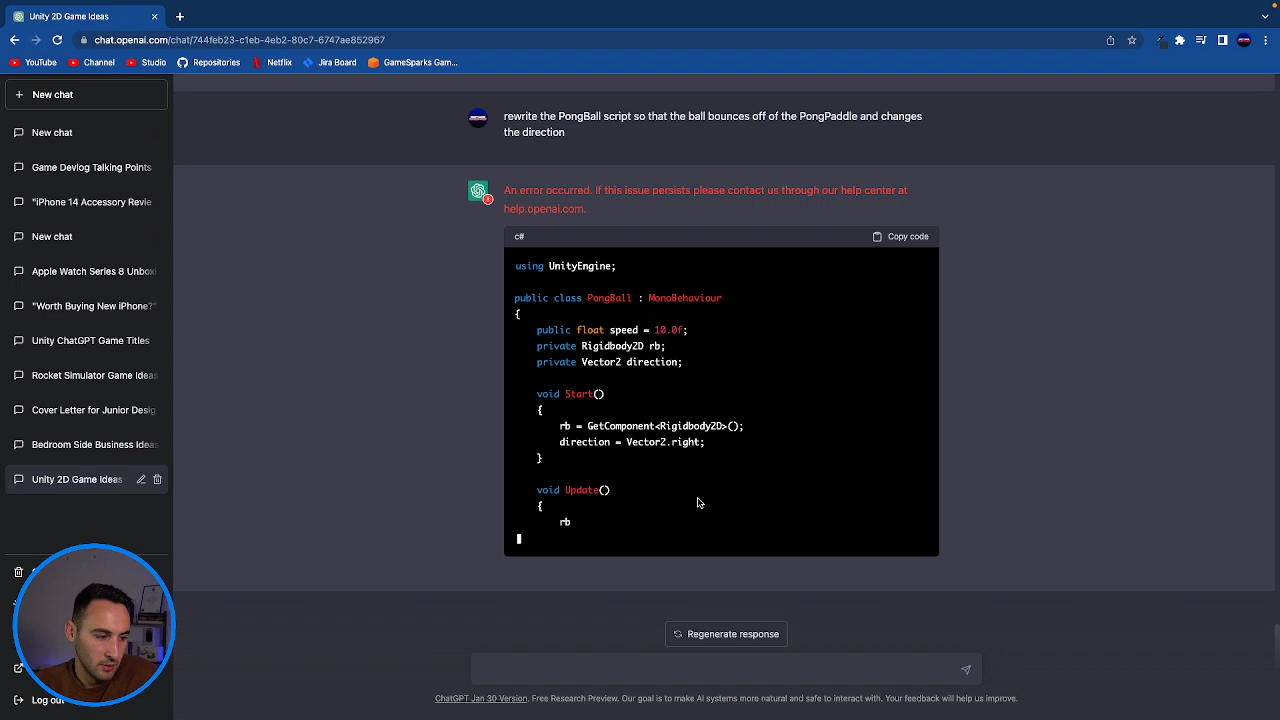 Unity 2D Game Ideas
chat.openai.com/chat/744feb23-c1eb-4eb2-80c7-6747ae852967
YouTube Channel Studio Repositories Netflix Jira Board GameSparks Gam...
New chat
New chat
Game Devlog Talking Points
"iPhone 14 Accessory Revie
New chat
Apple Watch Series 8 Unboxi
"Worth Buying New iPhone?"
Unity ChatGPT Game Titles
Rocket Simulator Game Ideas
Cover Letter for Junior Desig
Bedroom Side Business Ideas
Unity 2D Game Ideas
Log out
rewrite the PongBall script so that the ball bounces off of the PongPaddle and changes
the direction
An error occurred. If this issue persists please contact us through our help center at
help.openai.com.
c#
Copy code
using UnityEngine;
public class PongBall : MonoBehaviour
{
public float speed = 10.0f;
private Rigidbody2D rb;
private Vector2 direction;
void Start()
{
rb = GetComponent<Rigidbody2D>();
direction = Vector2.right;
}
void Update()
{
rb
Regenerate response
ChatGPT Jan 30 Version. Free Research Preview. Our goal is to make AI systems more natural and safe to interact with. Your feedback will help us improve.